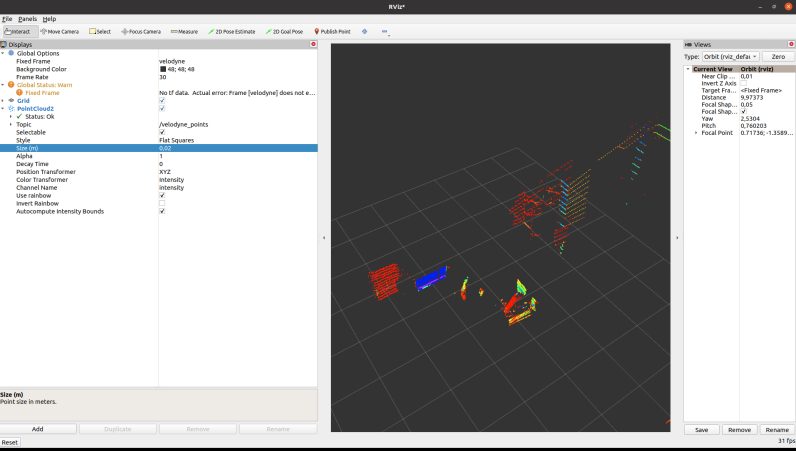 RViz*
File Panels Help
Interact Move Camera Select Focus Camera Measure 2D Pose Estimate 2D Goal Pose Publish Point
Displays
Global Options
Fixed Frame velodyne
Background Color 48; 48; 48
Frame Rate 30
Global Status: Warn
Fixed Frame No tf data. Actual error: Frame [velodyne] does not e...
Grid
PointCloud2
Status: Ok
Topic /velodyne_points
Selectable
Style Flat Squares
Size (m) 0,02
Alpha 1
Decay Time 0
Position Transformer XYZ
Color Transformer Intensity
Channel Name intensity
Use rainbow
Invert Rainbow
Autocompute Intensity Bounds
Size (m)
Point size in meters.
Add Duplicate Remove Rename
Reset
Views
Type: Orbit (rviz_defau Zero
Current View Orbit (rviz)
Near Clip ... 0,01
Invert Z Axis
Target Fra... <Fixed Frame>
Distance 9,97373
Focal Shap... 0,05
Focal Shap...
Yaw 2,5304
Pitch 0,760203
Focal Point 0.71736; -1.3589...
Save Remove Rename
31 fps